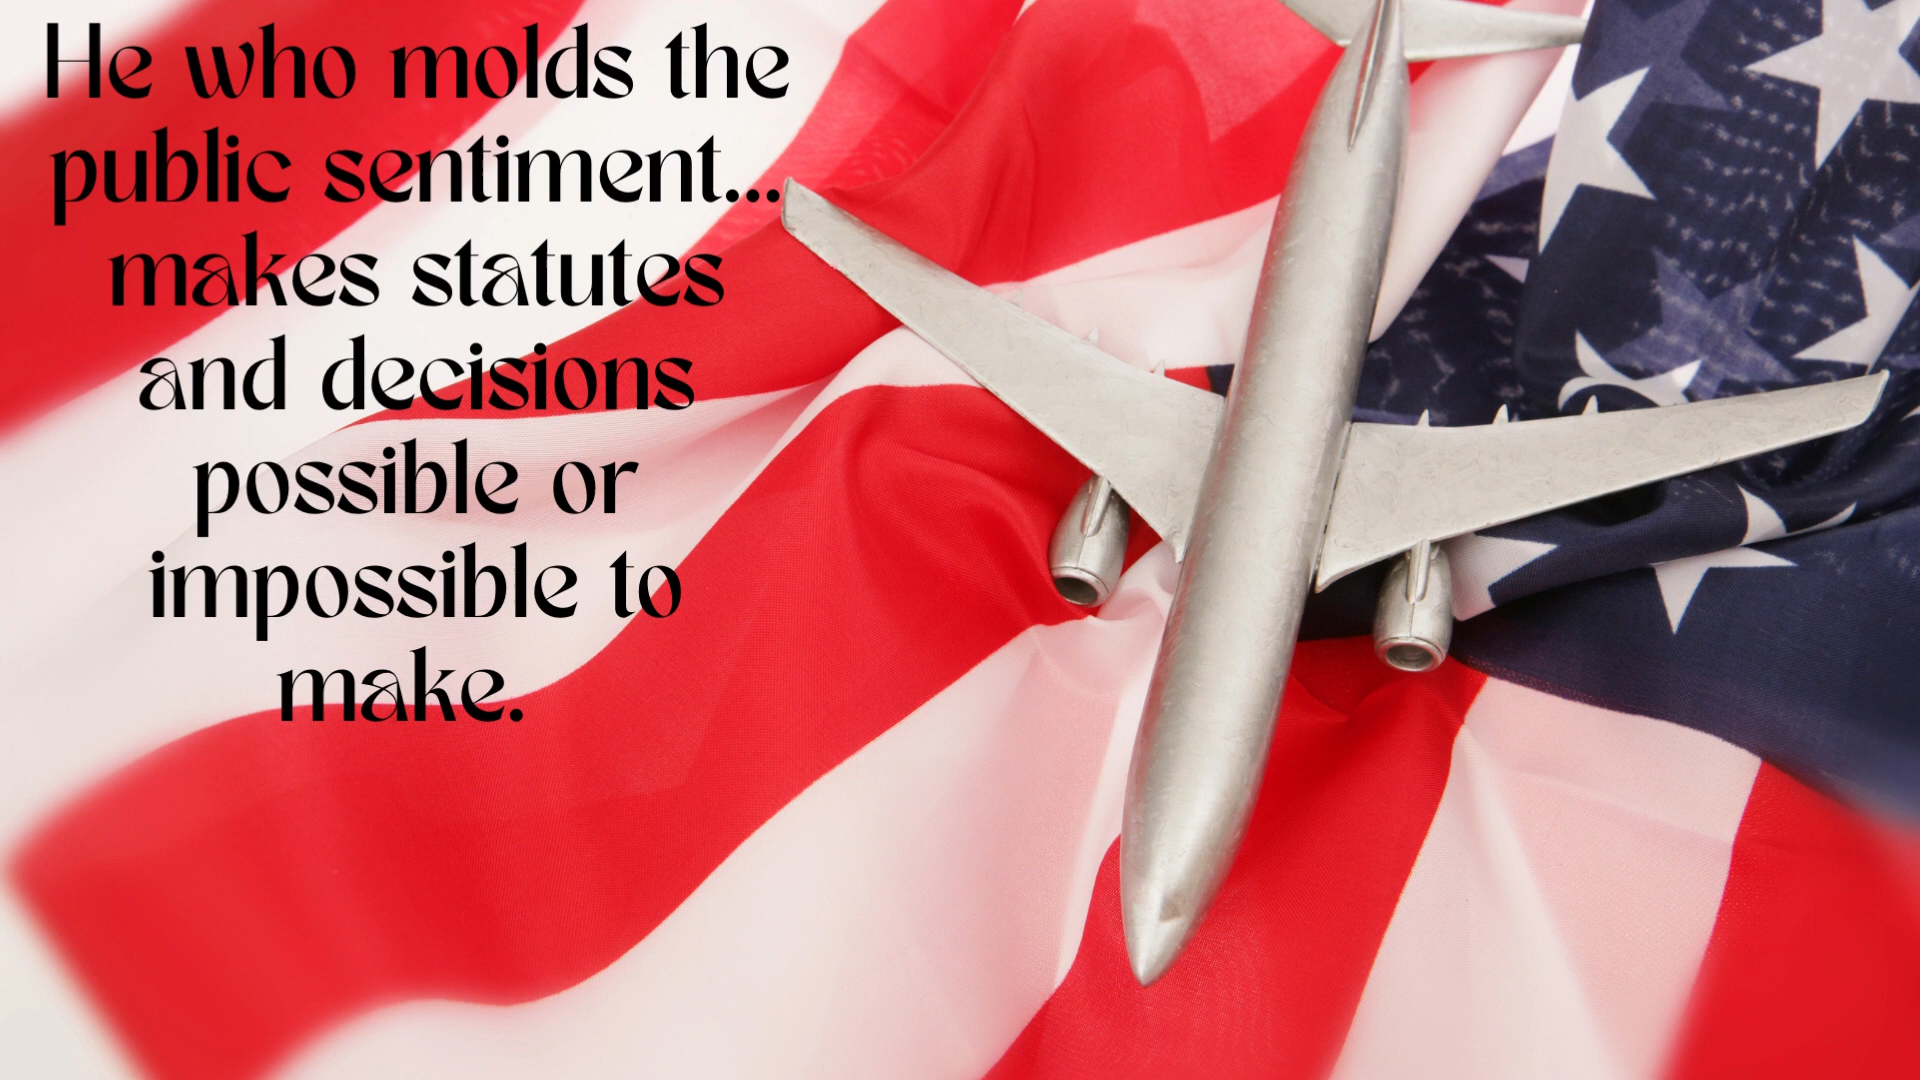 He who molds the
public sentiment...
makes statutes
and decisions
possible or
impossible to
make.